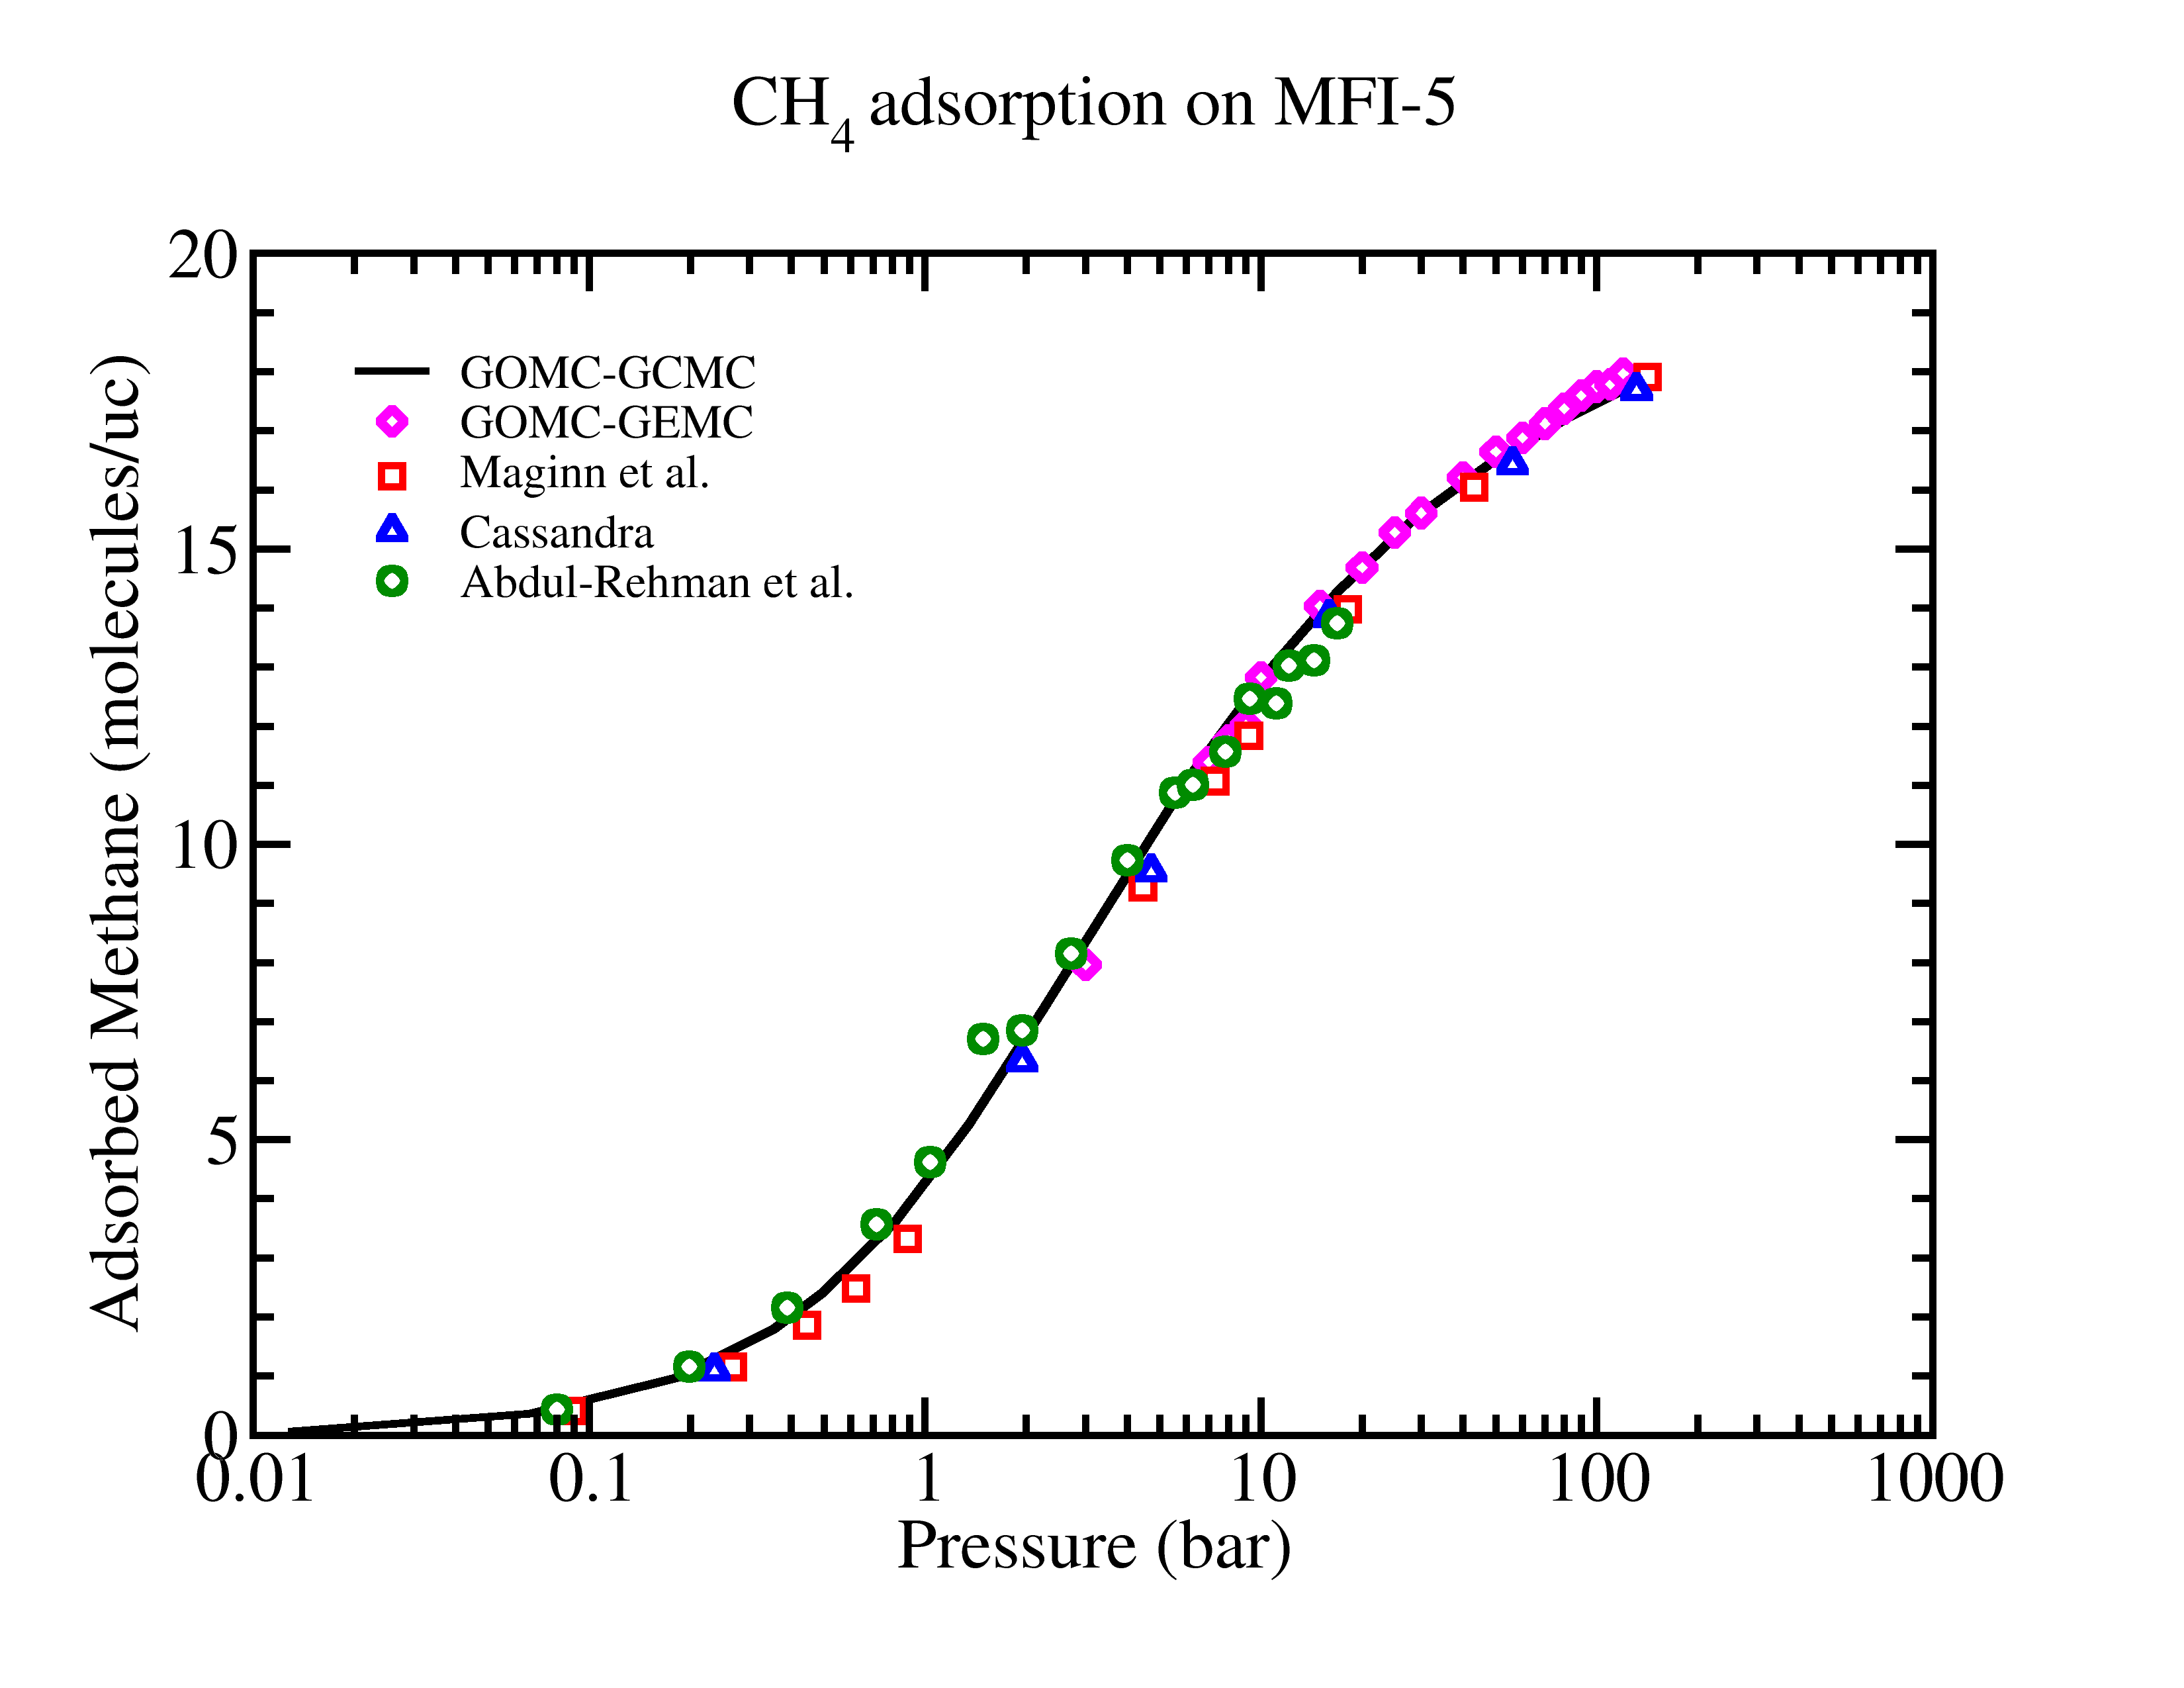 CH4 adsorption on MFI-5
20
15
10
5
0
Adsorbed Methane (molecules/uc)
GOMC-GCMC
GOMC-GEMC
Maginn et al.
Cassandra
Abdul-Rehman et al.
0.01 0.1 1 10 100 1000
Pressure (bar)